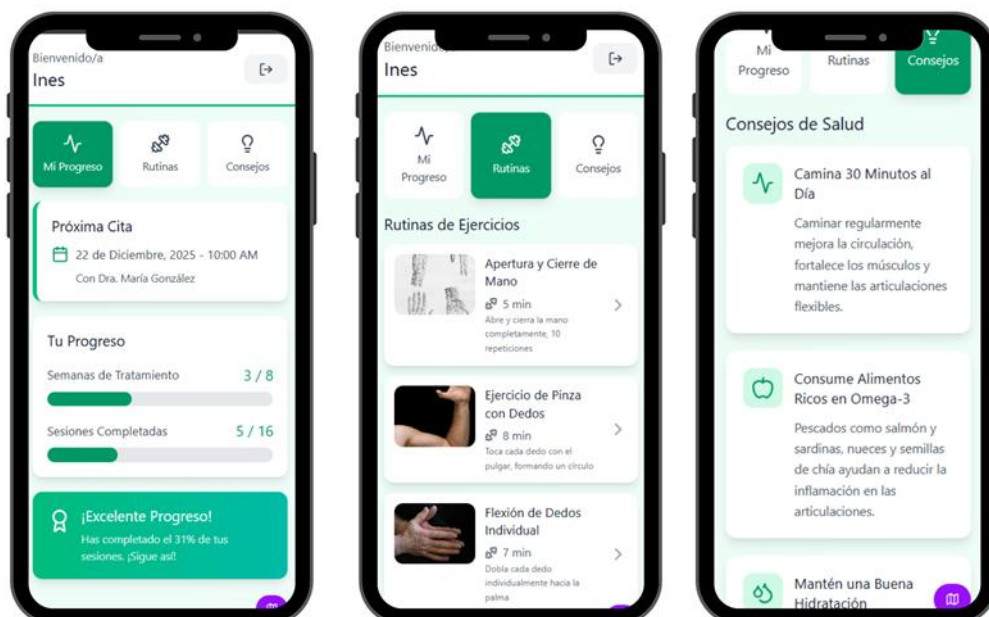 Bienvenido/a
Ines
Mi Progreso
Rutinas
Consejos
Próxima Cita
22 de Diciembre, 2025 - 10:00 AM
Con Dra. María González
Tu Progreso
Semanas de Tratamiento 3 / 8
Sesiones Completadas 5 / 16
¡Excelente Progreso!
Has completado el 31% de tus
sesiones. ¡Sigue así!
Ines
Mi
Progreso
Rutinas
Consejos
Rutinas de Ejercicios
Apertura y Cierre de
Mano
5 min
Abre y cierra la mano
completamente, 10
repeticiones
Ejercicio de Pinza
con Dedos
8 min
Toca cada dedo con el
pulgar, formando un círculo
Flexión de Dedos
Individual
7 min
Dobla cada dedo
individualmente hacia la
palma
Mi
Progreso
Rutinas
Consejos
Consejos de Salud
Camina 30 Minutos al
Día
Caminar regularmente
mejora la circulación,
fortalece los músculos y
mantiene las articulaciones
flexibles.
Consume Alimentos
Ricos en Omega-3
Pescados como salmón y
sardinas, nueces y semillas
de chía ayudan a reducir la
inflamación en las
articulaciones.
Mantén una Buena
Hidratación